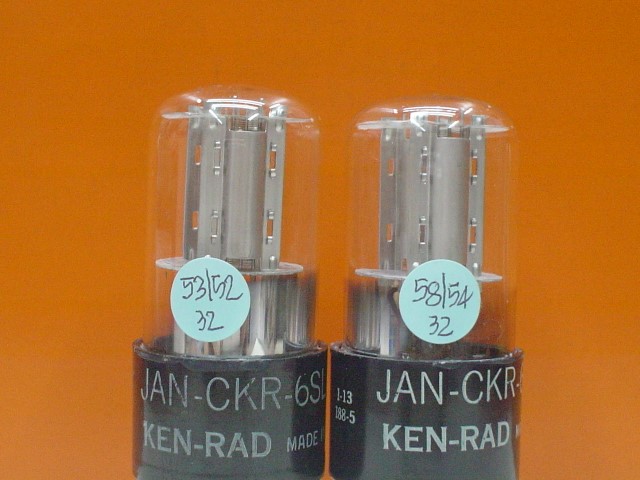 53/52
32
JAN-CKR-6SL
KEN-RAD MADE
58/54
32
1-13
188-5
JAN-CKR-
KEN-RAD